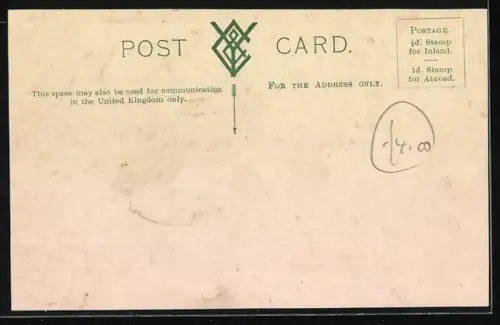 POST CARD.
POSTAGE.
½d. Stamp
for Inland.
1d. Stamp
for Abroad.
This space may also be used for communication
in the United Kingdom only.
FOR THE ADDRESS ONLY.
4.00